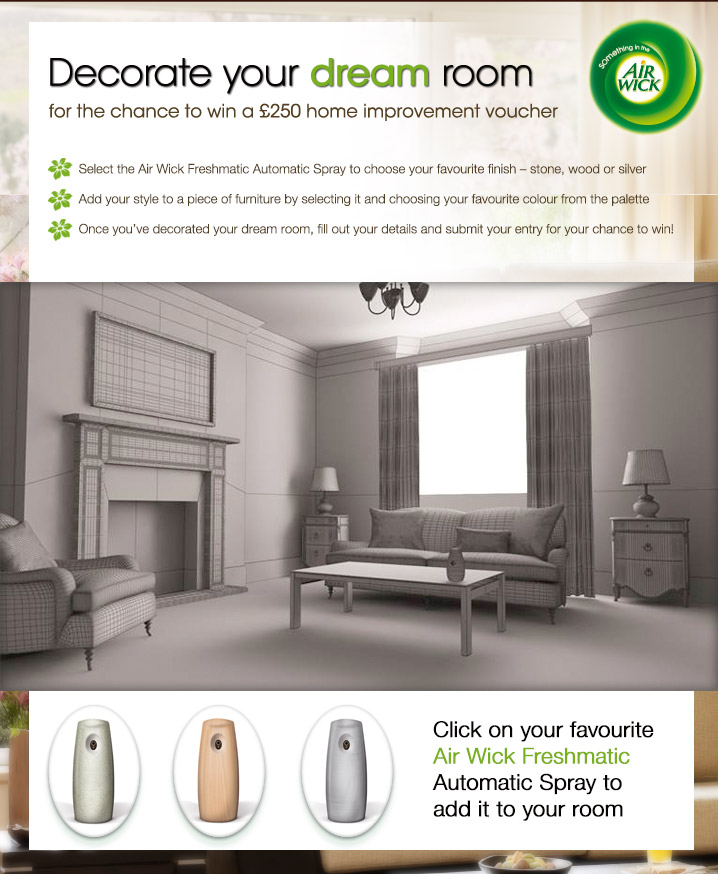 Decorate your dream room
for the chance to win a £250 home improvement voucher
something in the
AIR
WICK
Select the Air Wick Freshmatic Automatic Spray to choose your favourite finish – stone, wood or silver
Add your style to a piece of furniture by selecting it and choosing your favourite colour from the palette
Once you've decorated your dream room, fill out your details and submit your entry for your chance to win!
Click on your favourite
Air Wick Freshmatic
Automatic Spray to
add it to your room